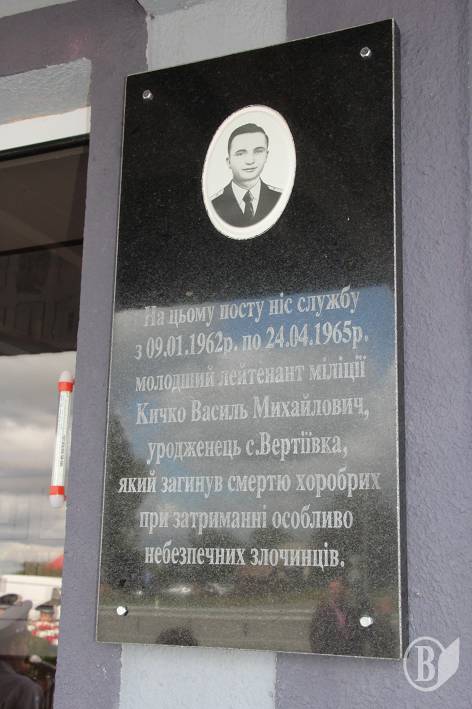 На цьому посту ніс службу
з 09.01.1962р. по 24.04.1965р.
молодший лейтенант міліції
Кичко Василь Михайлович,
уродженець с.Вертіївка,
який загинув смертю хоробрих
при затриманні особливо
небезпечних злочинців.
В